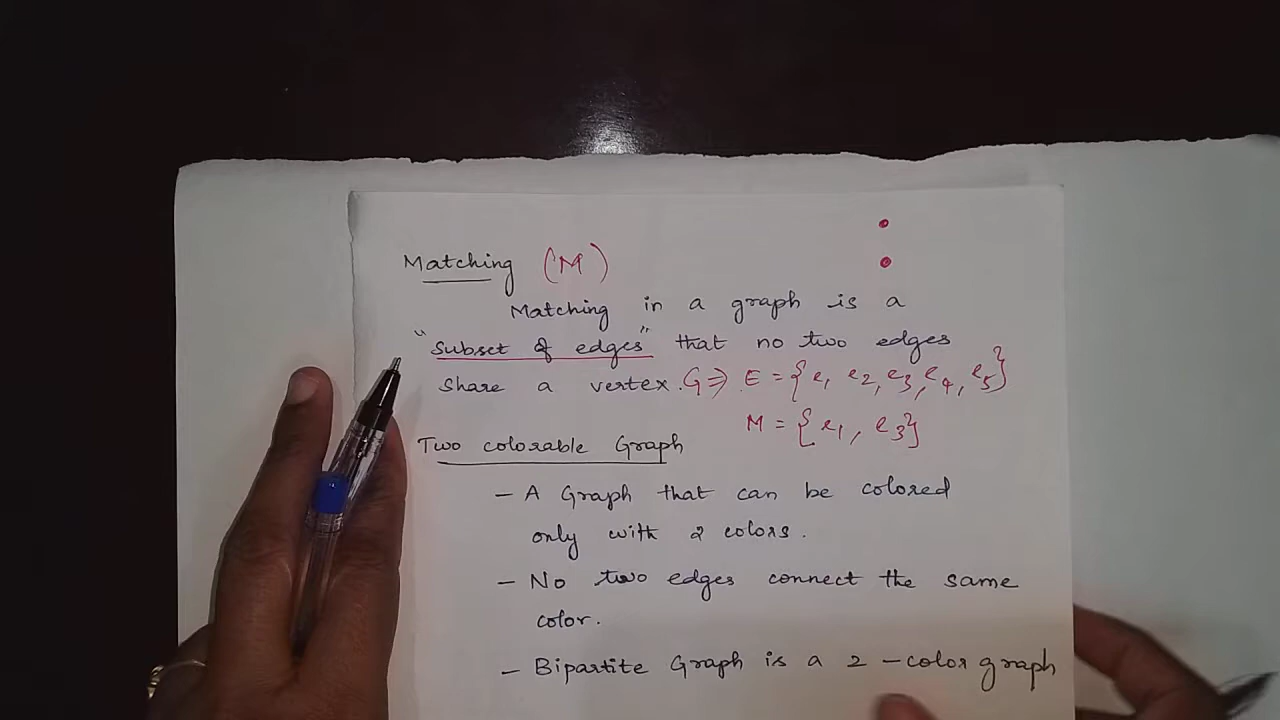 Matching (M)
Matching in a graph is a
"Subset of edges" that no two edges
share a vertex. G ⇒ E = {e1 e2, e3, e4, e5}
M = {e1, e3}
Two colorable Graph
- A Graph that can be colored
only with 2 colors.
- No two edges connect the same
color.
- Bipartite Graph is a 2 - color graph